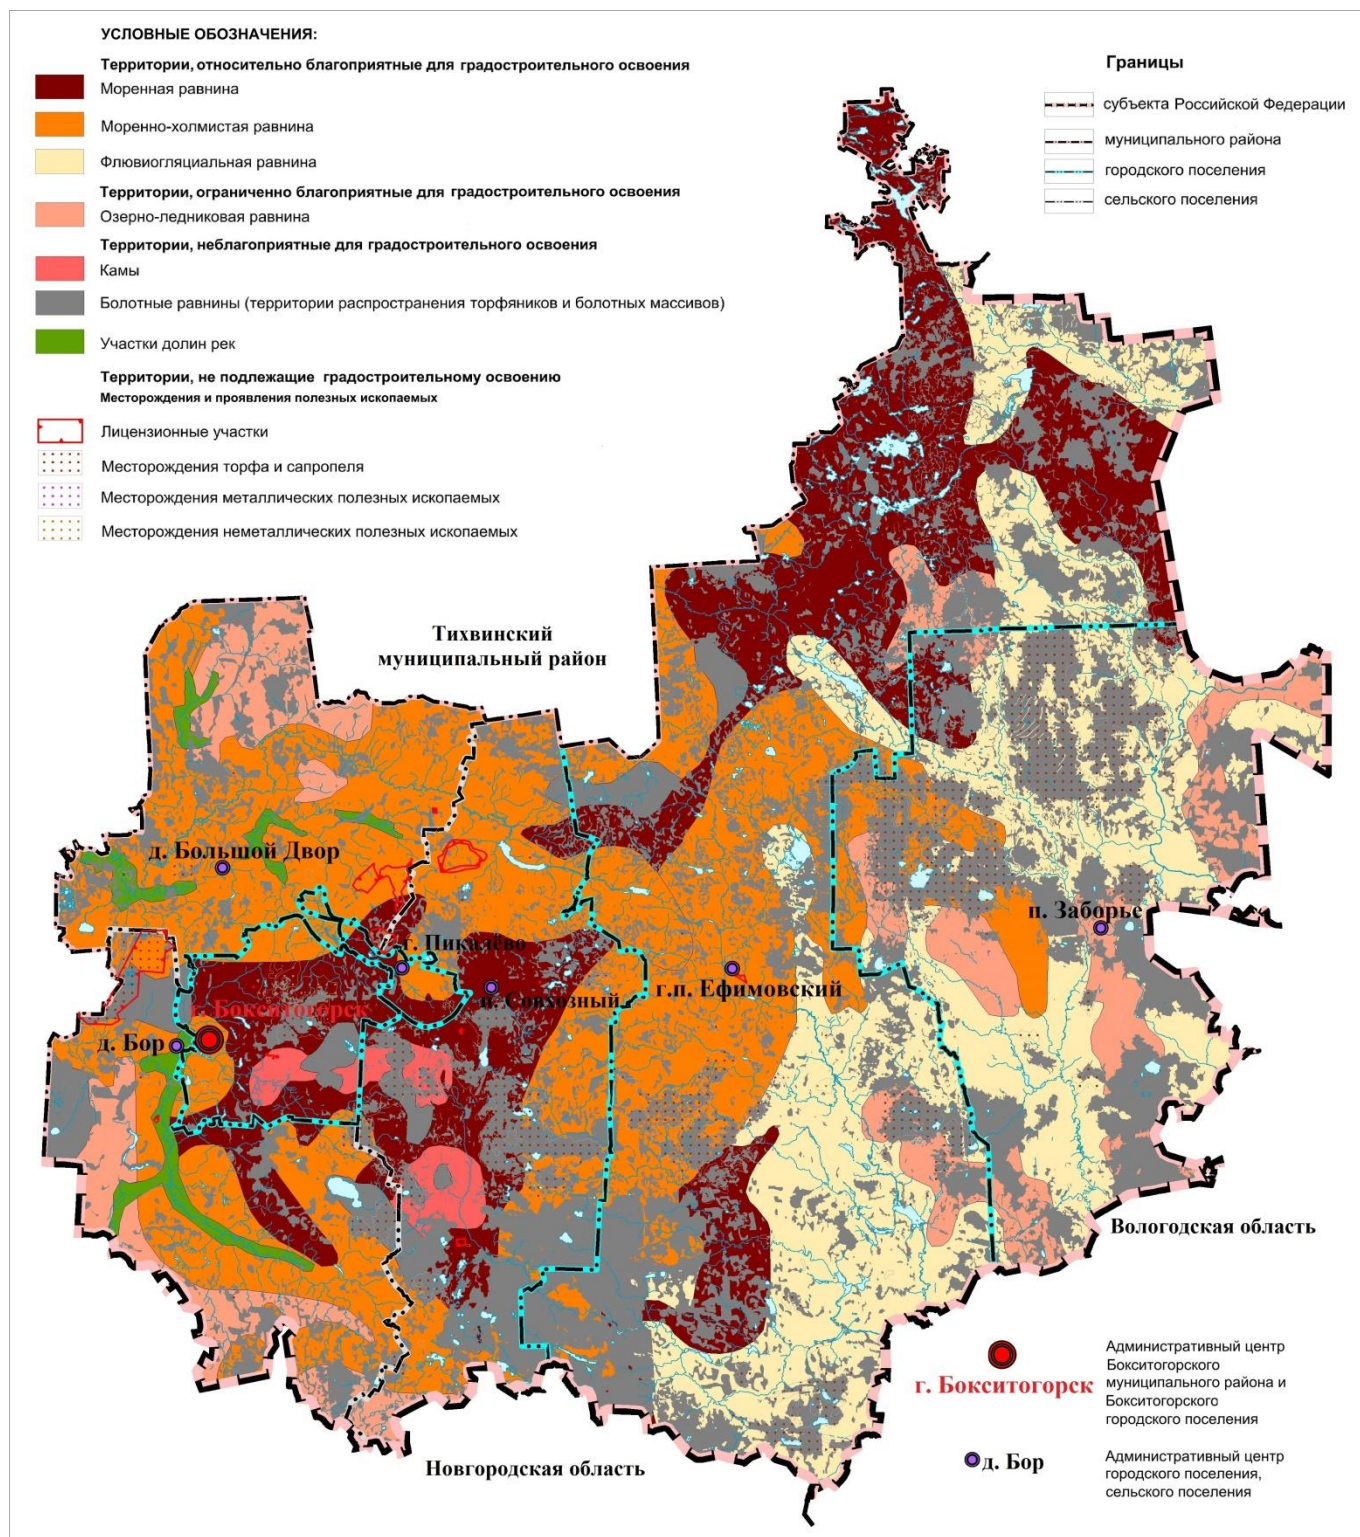 УСЛОВНЫЕ ОБОЗНАЧЕНИЯ:
Территории, относительно благоприятные для градостроительного освоения
Моренная равнина
Моренно-холмистая равнина
Флювиогляциальная равнина
Территории, ограниченно благоприятные для градостроительного освоения
Озерно-ледниковая равнина
Территории, неблагоприятные для градостроительного освоения
Камы
Болотные равнины (территории распространения торфяников и болотных массивов)
Участки долин рек
Территории, не подлежащие градостроительному освоению
Месторождения и проявления полезных ископаемых
Лицензионные участки
Месторождения торфа и сапропеля
Месторождения металлических полезных ископаемых
Месторождения неметаллических полезных ископаемых
Границы
субъекта Российской Федерации
муниципального района
городского поселения
сельского поселения
Тихвинский
муниципальный район
д. Большой Двор
п. Заборье
г. Пикалёво
г.п. Ефимовский
п. Совхозный
г. Бокситогорск
д. Бор
Вологодская область
Новгородская область
г. Бокситогорск
Административный центр
Бокситогорского
муниципального района и
Бокситогорского
городского поселения
д. Бор
Административный центр
городского поселения,
сельского поселения